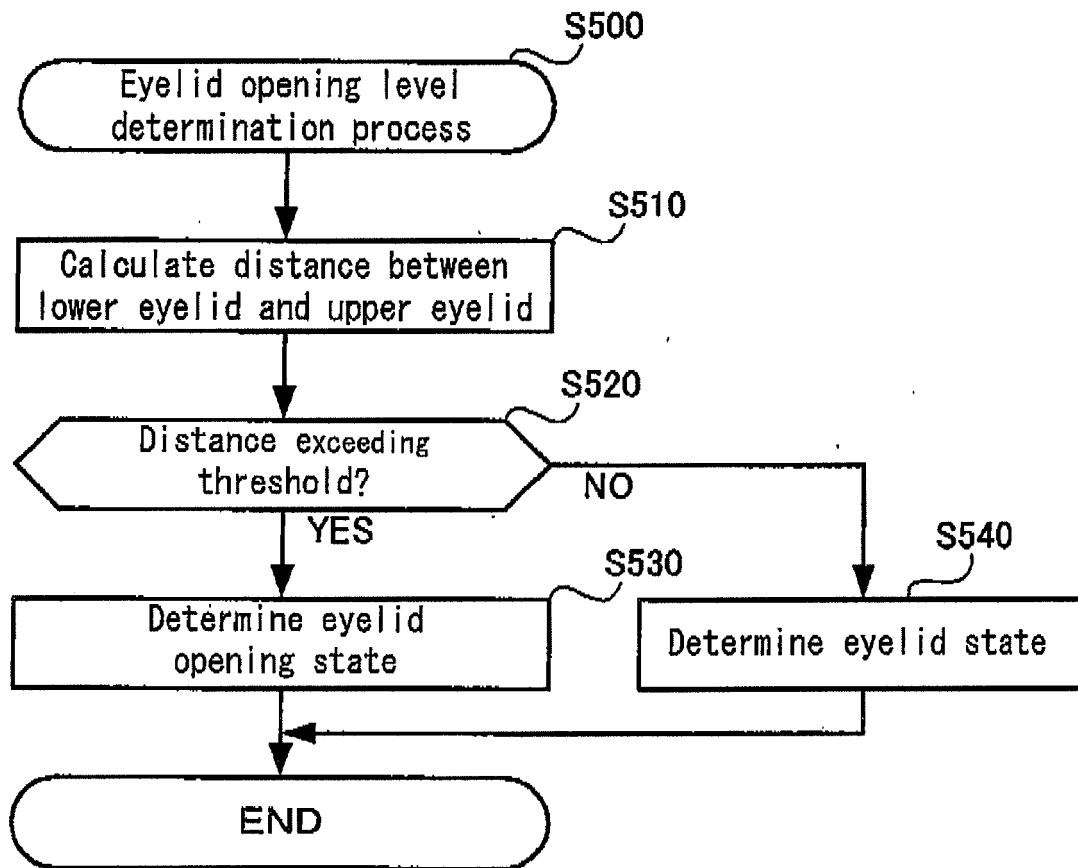 S500
Eyelid opening level
determination process
S510
Calculate distance between
lower eyelid and upper eyelid
S520
Distance exceeding
threshold?
NO
YES
S530
Determine eyelid
opening state
S540
Determine eyelid state
END